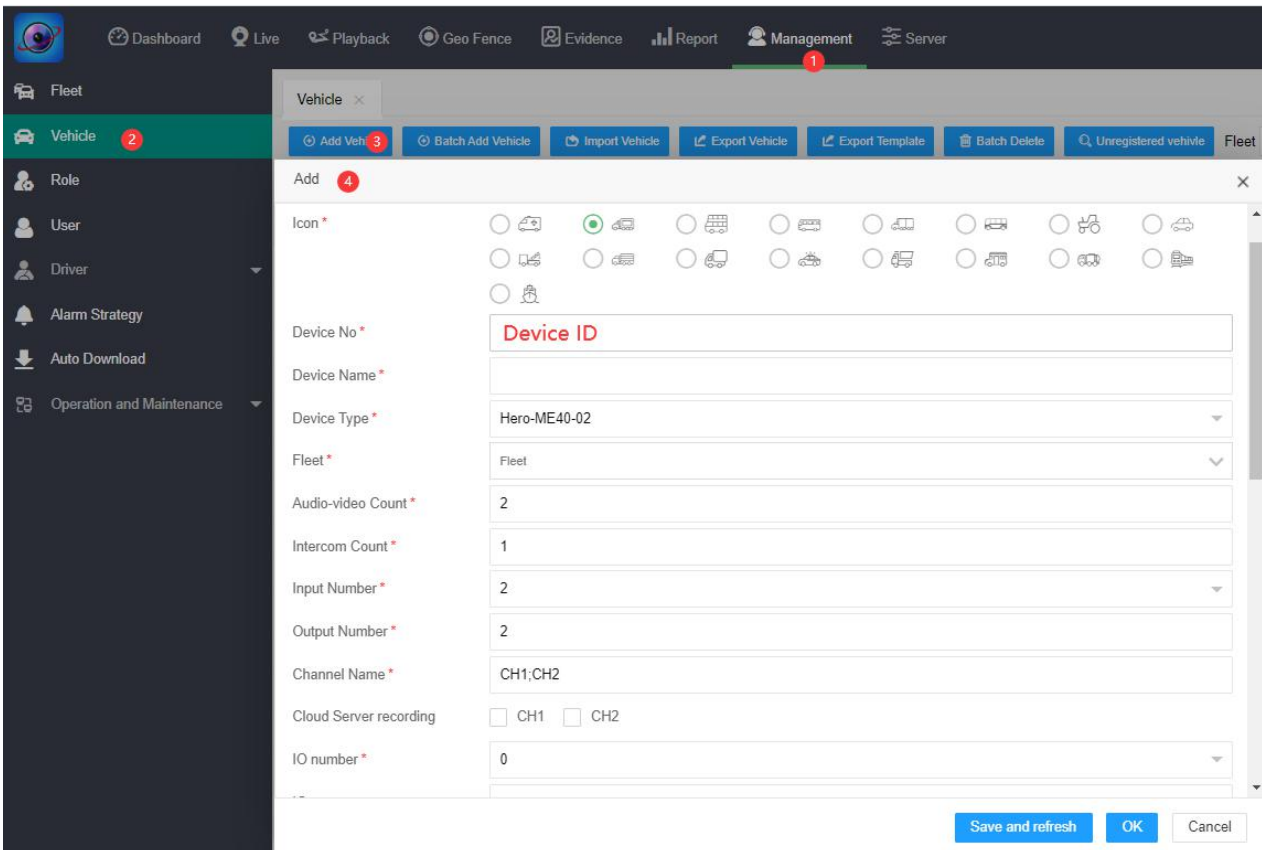 Dashboard Live Playback Geo Fence Evidence Report Management Server
1
Fleet
Vehicle 2
Role
User
Driver
Alarm Strategy
Auto Download
Operation and Maintenance
Vehicle ×
Add Vehi 3 Batch Add Vehicle Import Vehicle Export Vehicle Export Template Batch Delete Unregistered vehivle Fleet
Add 4 ×
Icon *
Device No * Device ID
Device Name *
Device Type * Hero-ME40-02
Fleet * Fleet
Audio-video Count * 2
Intercom Count * 1
Input Number * 2
Output Number * 2
Channel Name * CH1;CH2
Cloud Server recording CH1 CH2
IO number * 0
Save and refresh OK Cancel